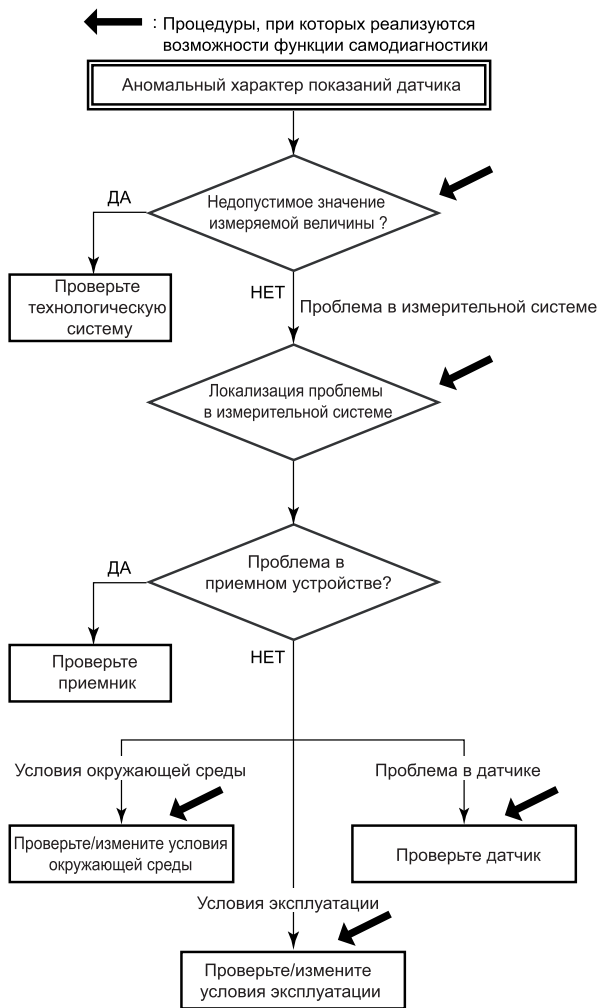 : Процедуры, при которых реализуются
возможности функции самодиагностики
Аномальный характер показаний датчика
Недопустимое значение
измеряемой величины ?
ДА
Проверьте
технологическую
систему
НЕТ
Проблема в измерительной системе
Локализация проблемы
в измерительной системе
Проблема в
приемном устройстве?
ДА
Проверьте
приемник
НЕТ
Условия окружающей среды
Проблема в датчике
Проверьте/измените условия
окружающей среды
Проверьте датчик
Условия эксплуатации
Проверьте/измените
условия эксплуатации